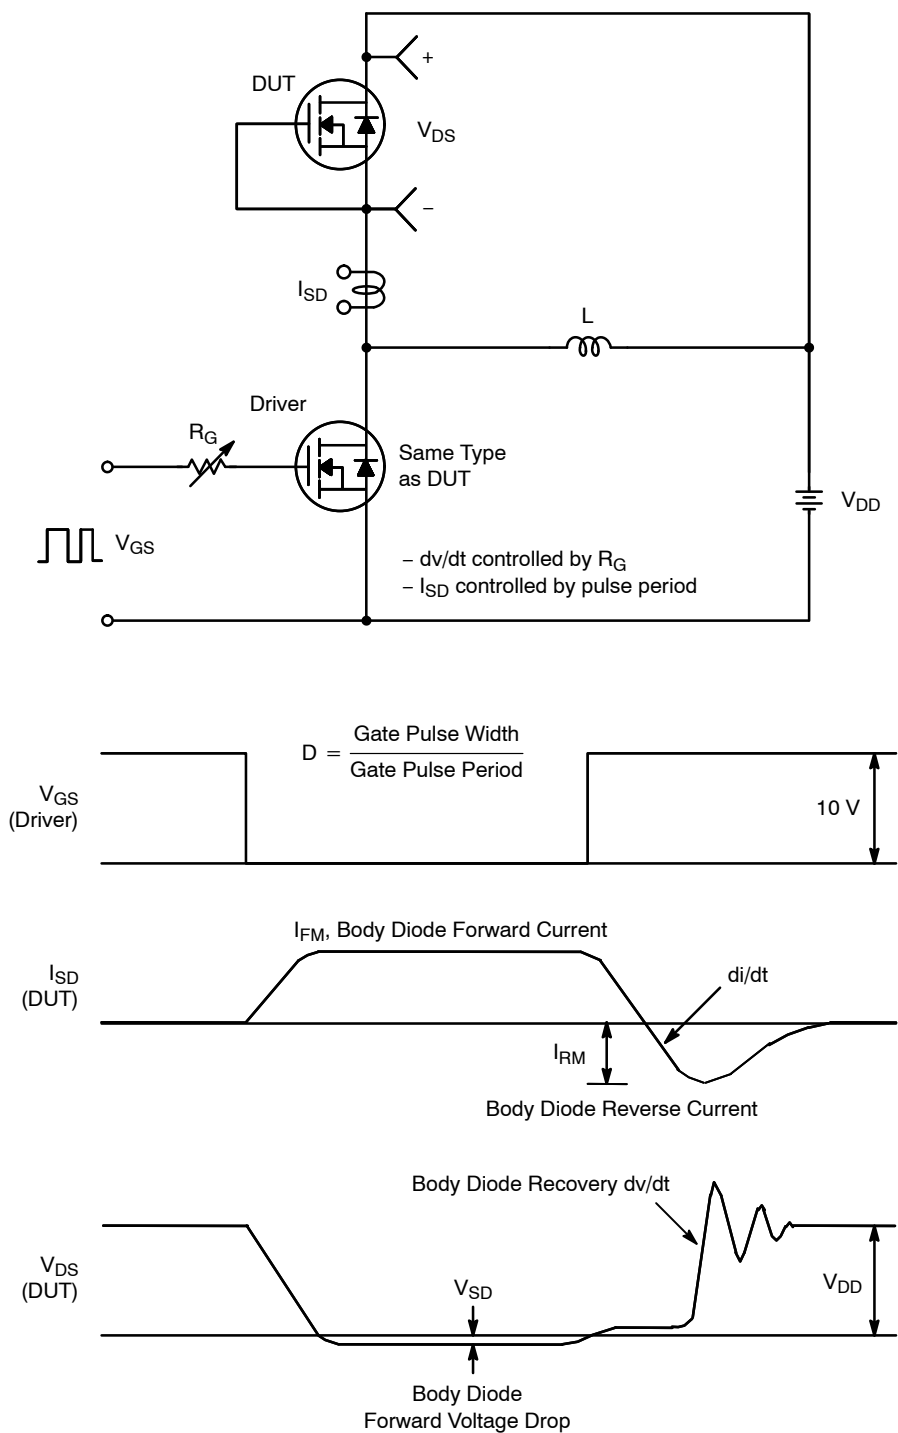 +
DUT
V_DS
−
I_SD
L
Driver
R_G
Same Type
as DUT
V_DD
V_GS
− dv/dt controlled by R_G
− I_SD controlled by pulse period
D = Gate Pulse Width
Gate Pulse Period
V_GS
(Driver)
10 V
I_FM, Body Diode Forward Current
I_SD
(DUT)
di/dt
I_RM
Body Diode Reverse Current
Body Diode Recovery dv/dt
V_DS
(DUT)
V_SD
V_DD
Body Diode
Forward Voltage Drop